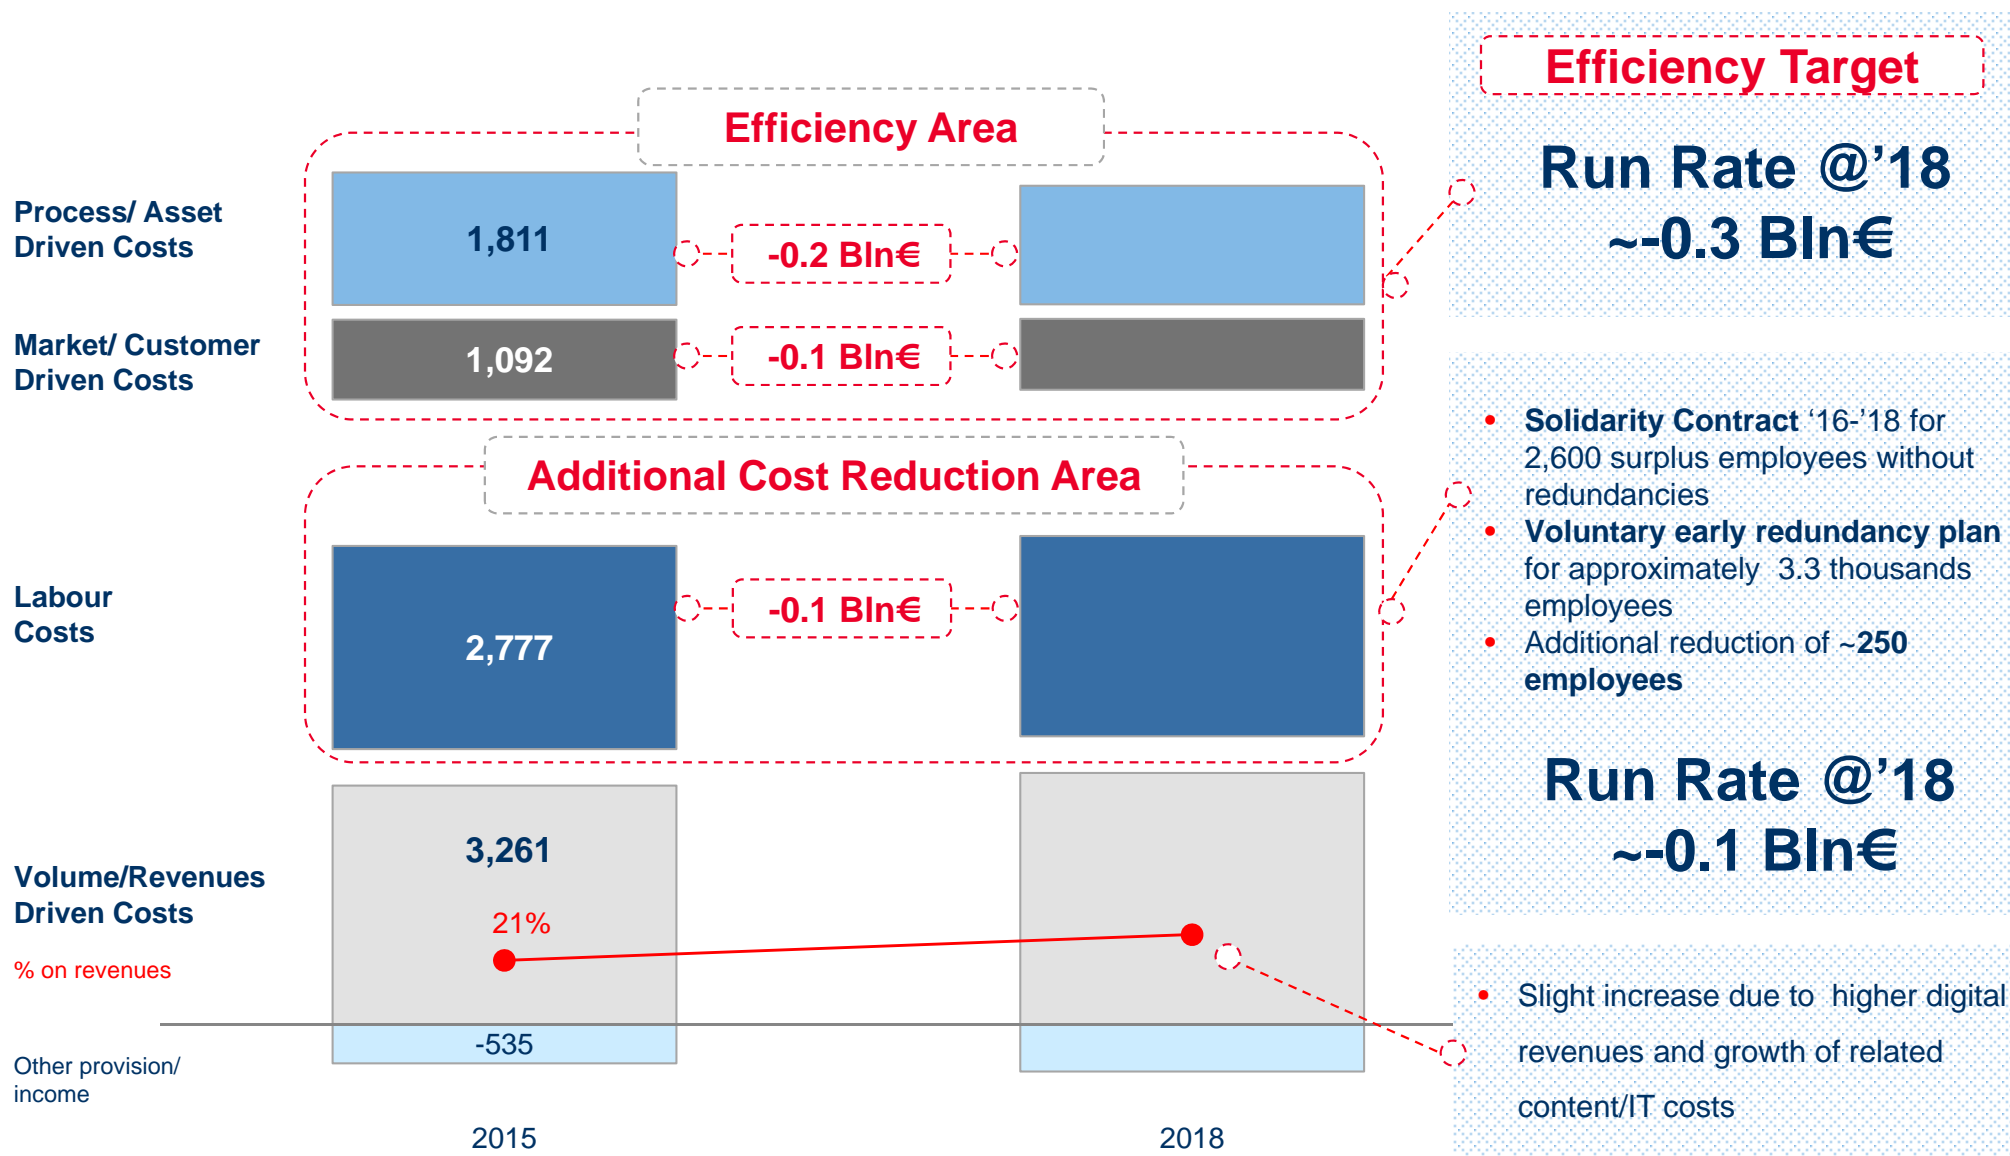 Efficiency Target
Run Rate @’18
~-0.3 Bln€
Efficiency Area
Process/ Asset
Driven Costs
1,811
-0.2 Bln€
Market/ Customer
Driven Costs
1,092
-0.1 Bln€
Additional Cost Reduction Area
Labour
Costs
2,777
-0.1 Bln€
• Solidarity Contract ‘16-’18 for
2,600 surplus employees without
redundancies
• Voluntary early redundancy plan
for approximately 3.3 thousands
employees
• Additional reduction of ~250
employees
Run Rate @’18
~-0.1 Bln€
Volume/Revenues
Driven Costs
% on revenues
3,261
21%
Other provision/
income
-535
• Slight increase due to higher digital
revenues and growth of related
content/IT costs
2015
2018